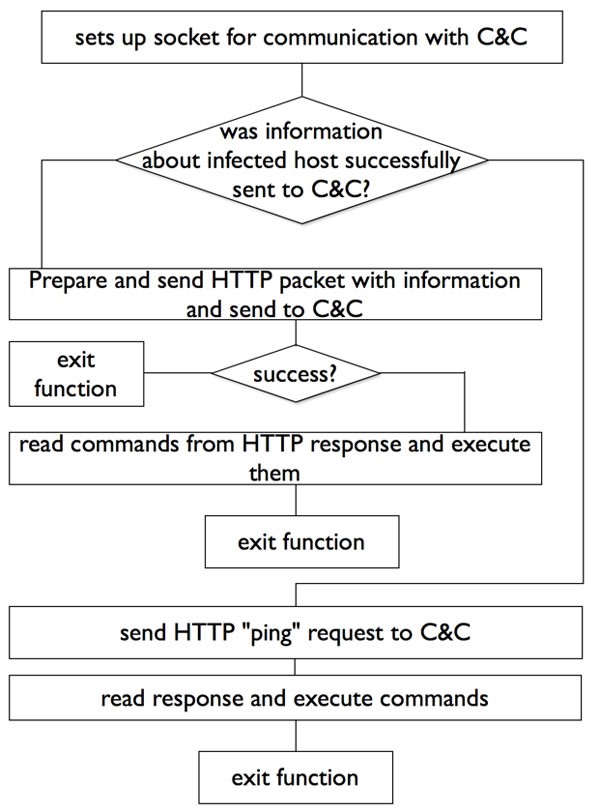 sets up socket for communication with C&C
was information
about infected host successfully
sent to C&C?
Prepare and send HTTP packet with information
and send to C&C
exit
function
success?
read commands from HTTP response and execute
them
exit function
send HTTP "ping" request to C&C
read response and execute commands
exit function